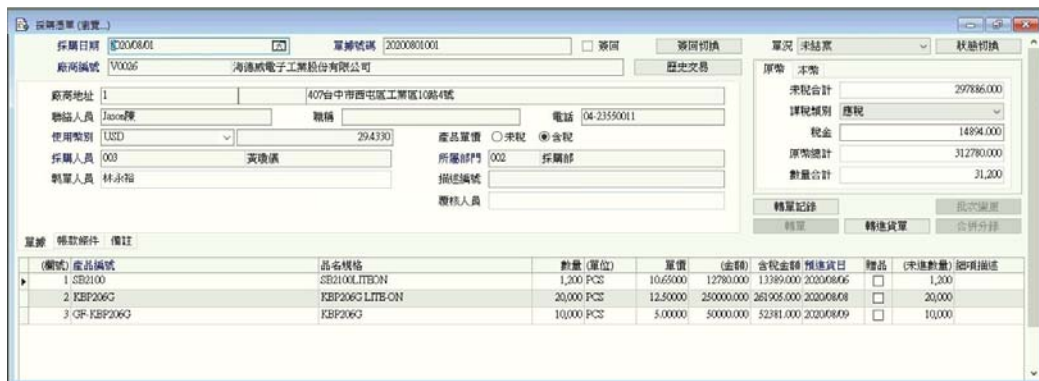 採購憑單 (瀏覽...)
採購日期 2020/08/01 單據號碼 20200801001 簽回 簽回切換 單況 未結案 狀態切換
廠商編號 V0026 海德威電子工業股份有限公司 歷史交易 原幣 本幣
未稅合計 297886.000
廠商地址 1 407台中市西屯區工業區10路4號
課稅類別 應稅
聯絡人員 Jason陳 職稱 電話 04-23550011
稅金 14894.000
使用幣別 USD 29.4330 產品單價 未稅 含稅
原幣總計 312780.000
採購人員 003 黃瓊儀 所屬部門 002 採購部
數量合計 31,200
製單人員 林永裕 描述編號
覆核人員
轉單記錄 批次變更
轉單 轉進貨單 合併分錄
單據 帳款條件 備註
(欄號) 產品編號 品名規格 數量 (單位) 單價 (金額) 含稅金額 預進貨日 贈品 (未進數量) 細項描述
1 SB2100 SB2100LITEON 1,200 PCS 10.65000 12780.000 13389.000 2020/08/06 1,200
2 KBP206G KBP206G LITE-ON 20,000 PCS 12.50000 250000.000 261905.000 2020/08/08 20,000
3 GF-KBP206G KBP206G 10,000 PCS 5.00000 50000.000 52381.000 2020/08/09 10,000